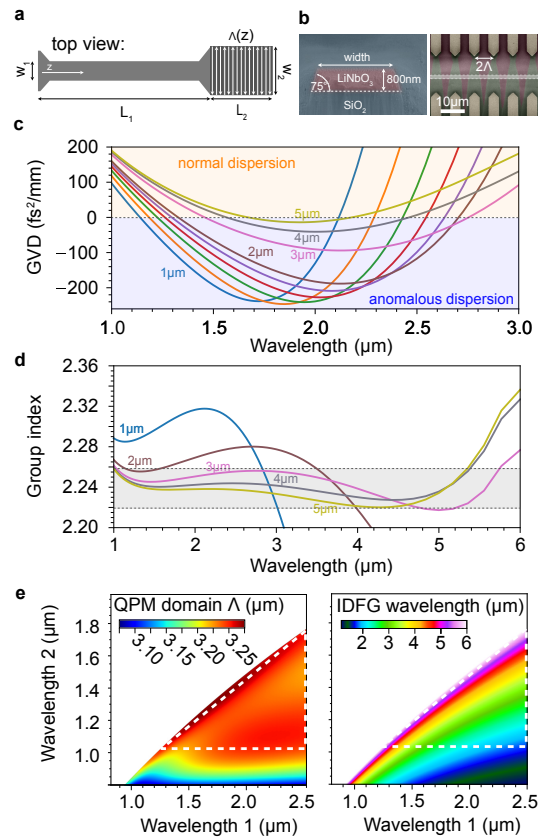 a
top view:
Λ(z)
w₁
z
w₂
L₁
L₂
b
width
LiNbO₃
800nm
75°
SiO₂
2Λ
10µm
c
GVD (fs²/mm)
200
100
0
−100
−200
normal dispersion
5µm
4µm
2µm
3µm
1µm
anomalous dispersion
1.0 1.5 2.0 2.5 3.0
Wavelength (µm)
d
Group index
2.36
2.32
2.28
2.24
2.20
1µm
2µm
3µm
4µm
5µm
1 2 3 4 5 6
Wavelength (µm)
e
Wavelength 2 (µm)
1.8
1.6
1.4
1.2
1.0
QPM domain Λ (µm)
3.10 3.15 3.20 3.25
1.0 1.5 2.0 2.5
Wavelength 1 (µm)
IDFG wavelength (µm)
2 3 4 5 6
1.0 1.5 2.0 2.5
Wavelength 1 (µm)